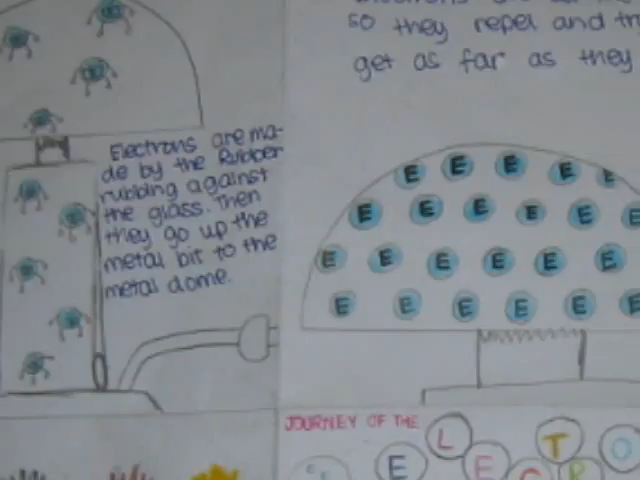 so they repel and
get as far as they
Electrons are ma-
de by the Rubber
rubbing against
the glass. Then
they go up the
metal bit to the
metal dome.
E E E E E
E E E E E E
E E E E E E
E E E E E E
JOURNEY OF THE
E L E C T R O